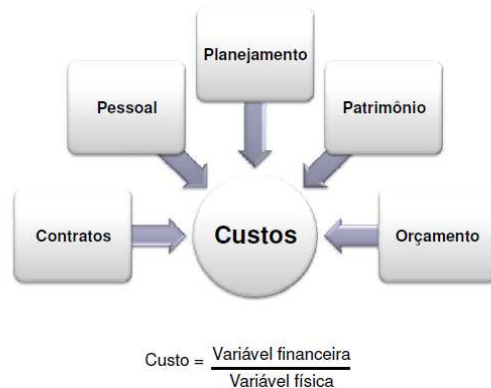 Planejamento
Pessoal
Patrimônio
Contratos
Custos
Orçamento
Custo = Variável financeira
Variável física